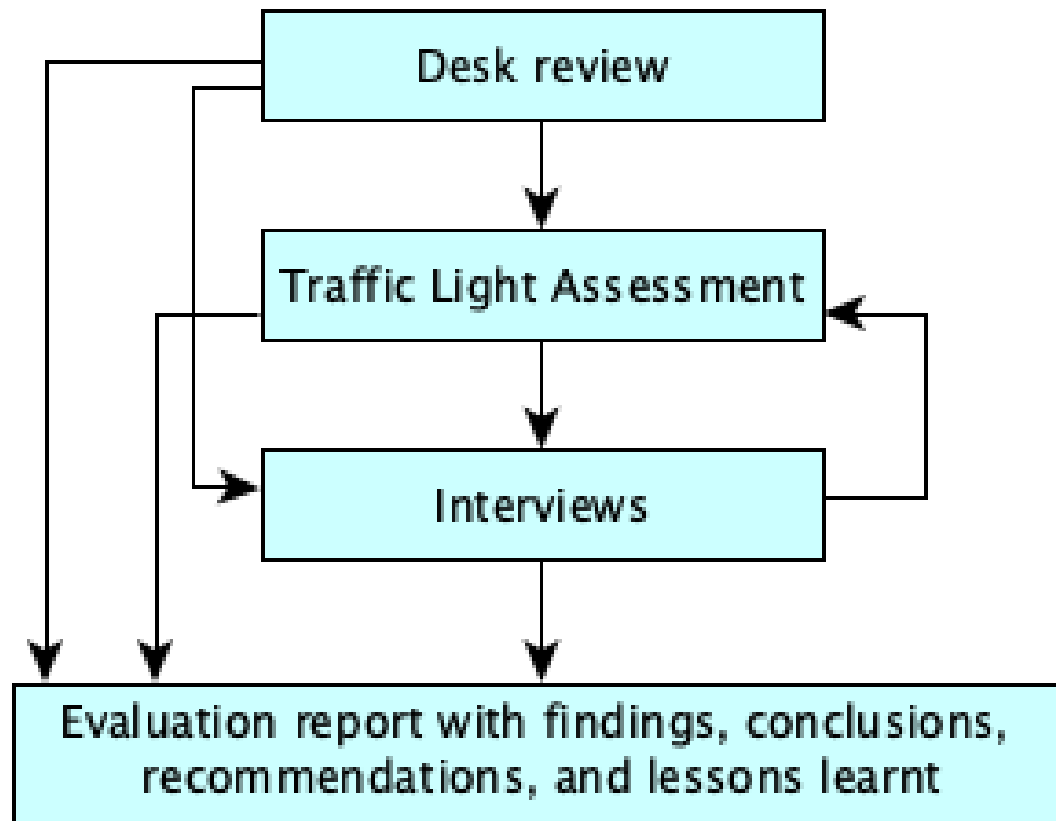 Desk review
Traffic Light Assessment
Interviews
Evaluation report with findings, conclusions,
recommendations, and lessons learnt